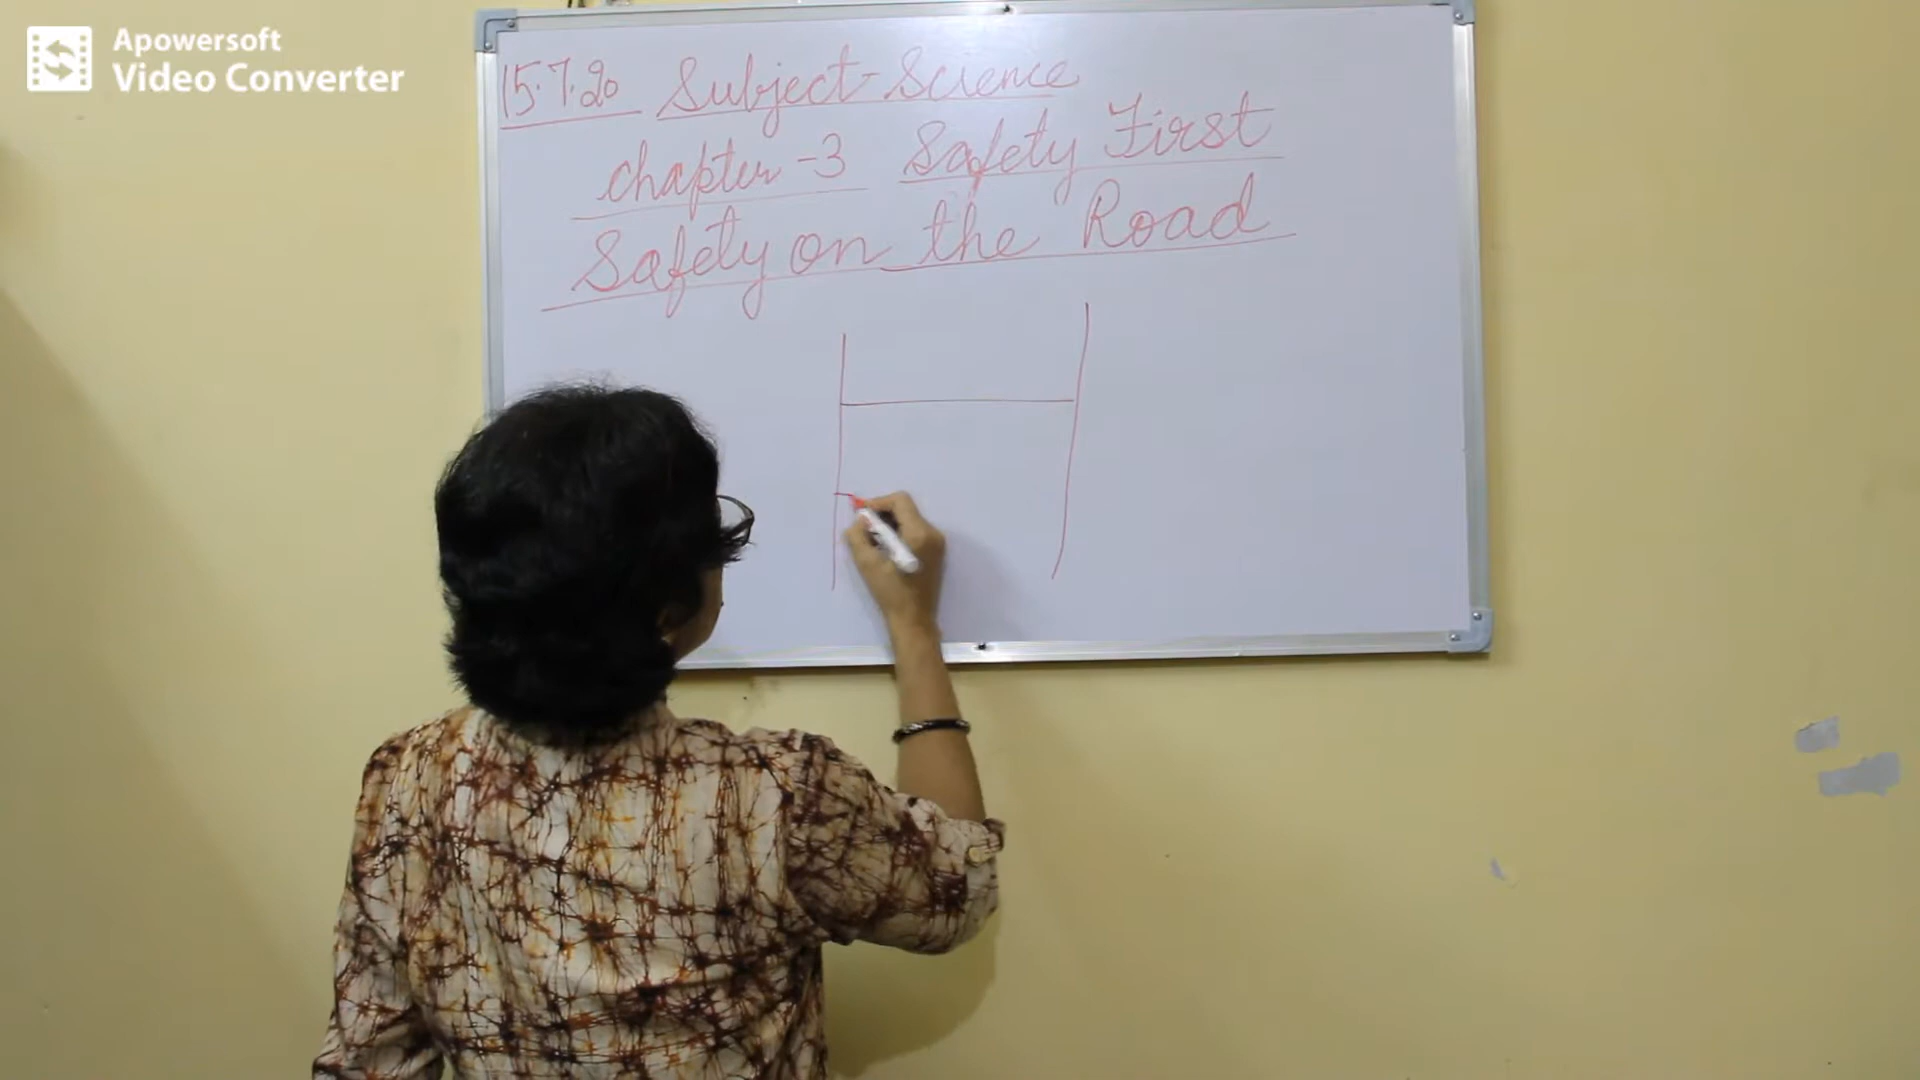 Apowersoft
Video Converter
15.7.20 Subject-Science
chapter-3 Safety First
Safety on the Road